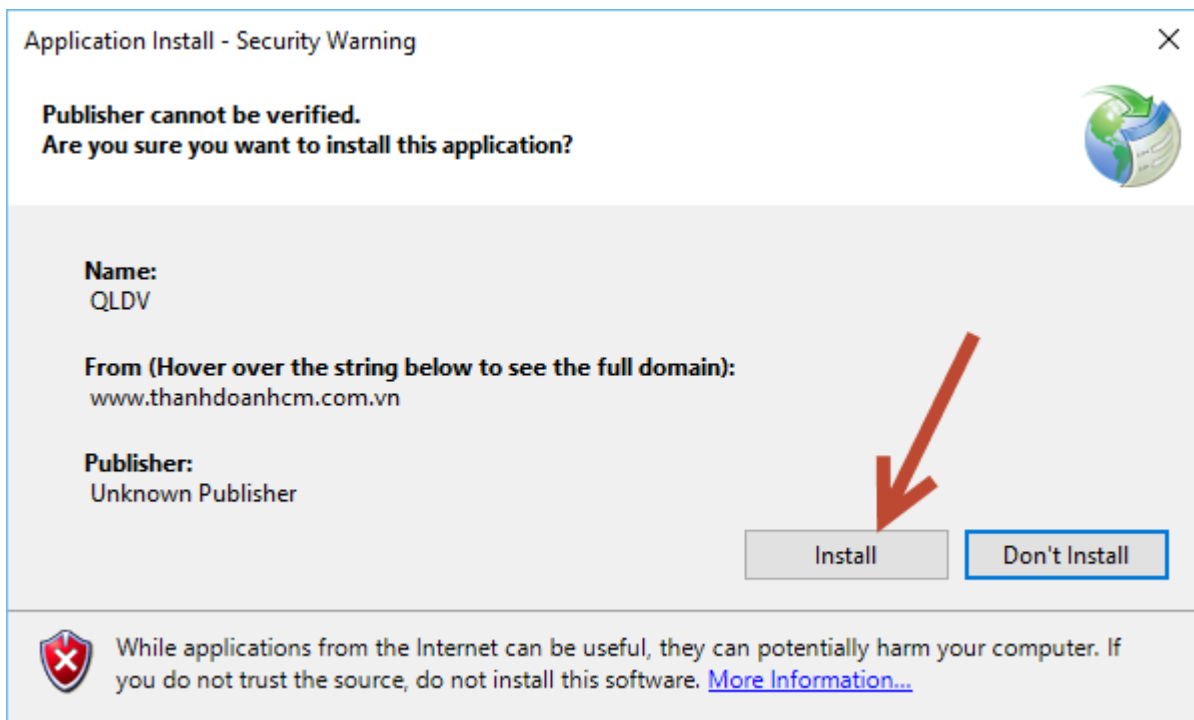 Application Install - Security Warning
Publisher cannot be verified.
Are you sure you want to install this application?
Name:
QLDV
From (Hover over the string below to see the full domain):
www.thanhdoanhcm.com.vn
Publisher:
Unknown Publisher
Install
Don't Install
While applications from the Internet can be useful, they can potentially harm your computer. If
you do not trust the source, do not install this software. More Information...